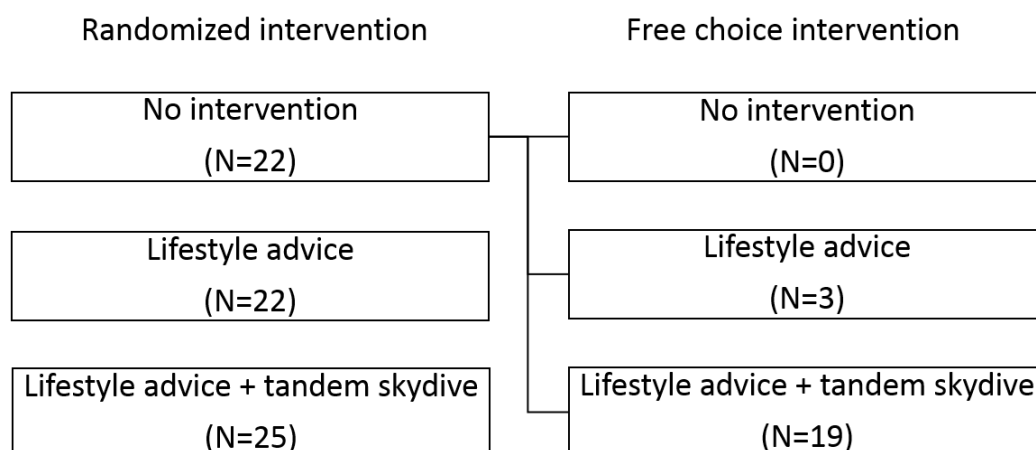 Randomized intervention
Free choice intervention
No intervention
(N=22)
No intervention
(N=0)
Lifestyle advice
(N=22)
Lifestyle advice
(N=3)
Lifestyle advice + tandem skydive
(N=25)
Lifestyle advice + tandem skydive
(N=19)